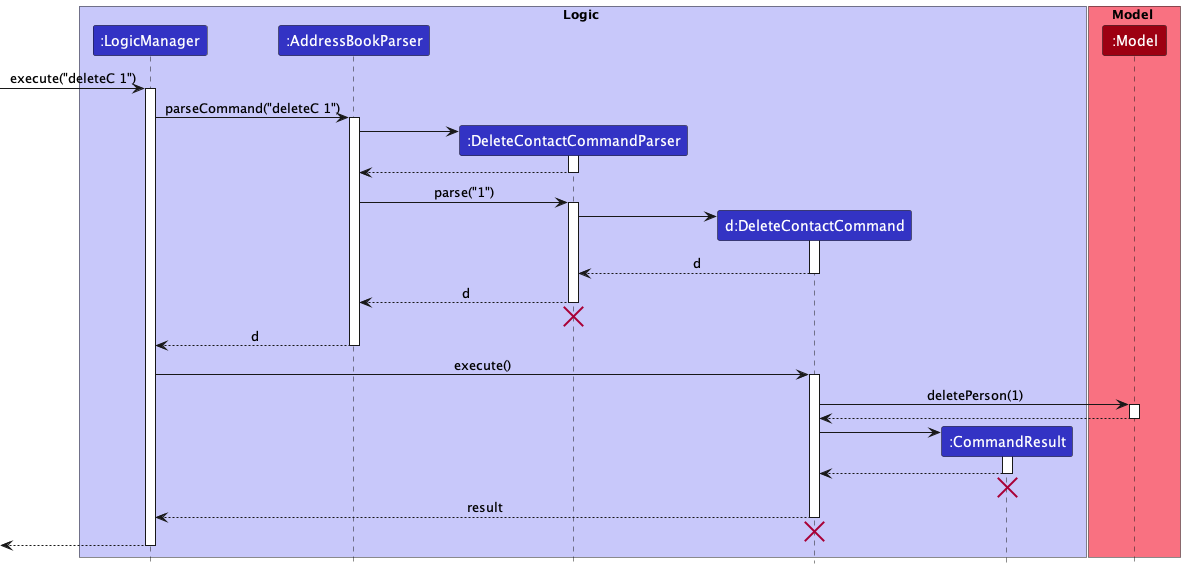 Logic
Model
:LogicManager
:AddressBookParser
:Model
execute("deleteC 1")
parseCommand("deleteC 1")
:DeleteContactCommandParser
parse("1")
d:DeleteContactCommand
d
d
d
execute()
deletePerson(1)
:CommandResult
result